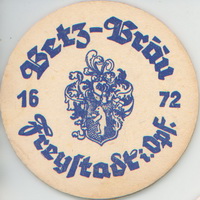 Betz-Bräu
16 72
Freystadt i. Opf.